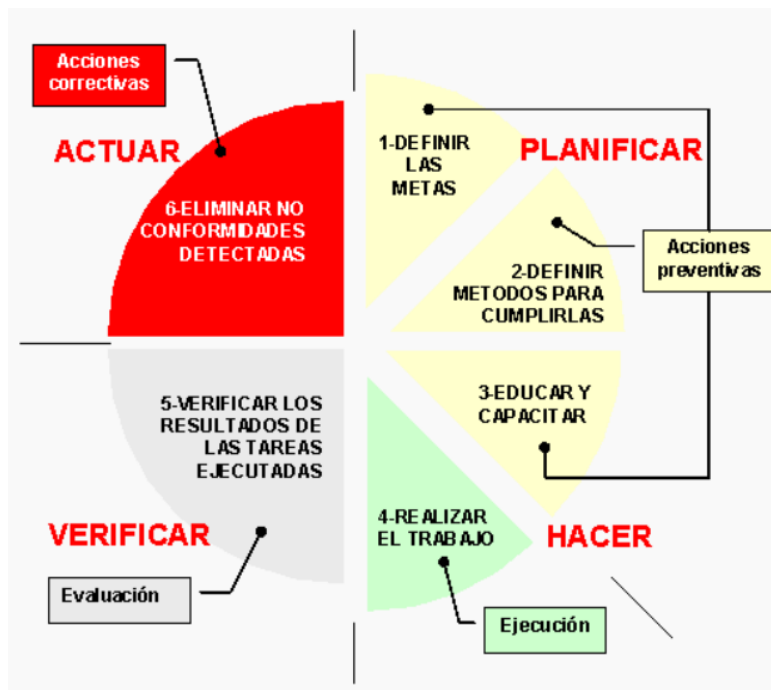 Acciones
correctivas
ACTUAR
6-ELIMINAR NO
CONFORMIDADES
DETECTADAS
1-DEFINIR
LAS
METAS
PLANIFICAR
2-DEFINIR
METODOS PARA
CUMPLIRLAS
Acciones
preventivas
3-EDUCAR Y
CAPACITAR
HACER
4-REALIZAR
EL TRABAJO
Ejecución
5-VERIFICAR LOS
RESULTADOS DE
LAS TAREAS
EJECUTADAS
VERIFICAR
Evaluación